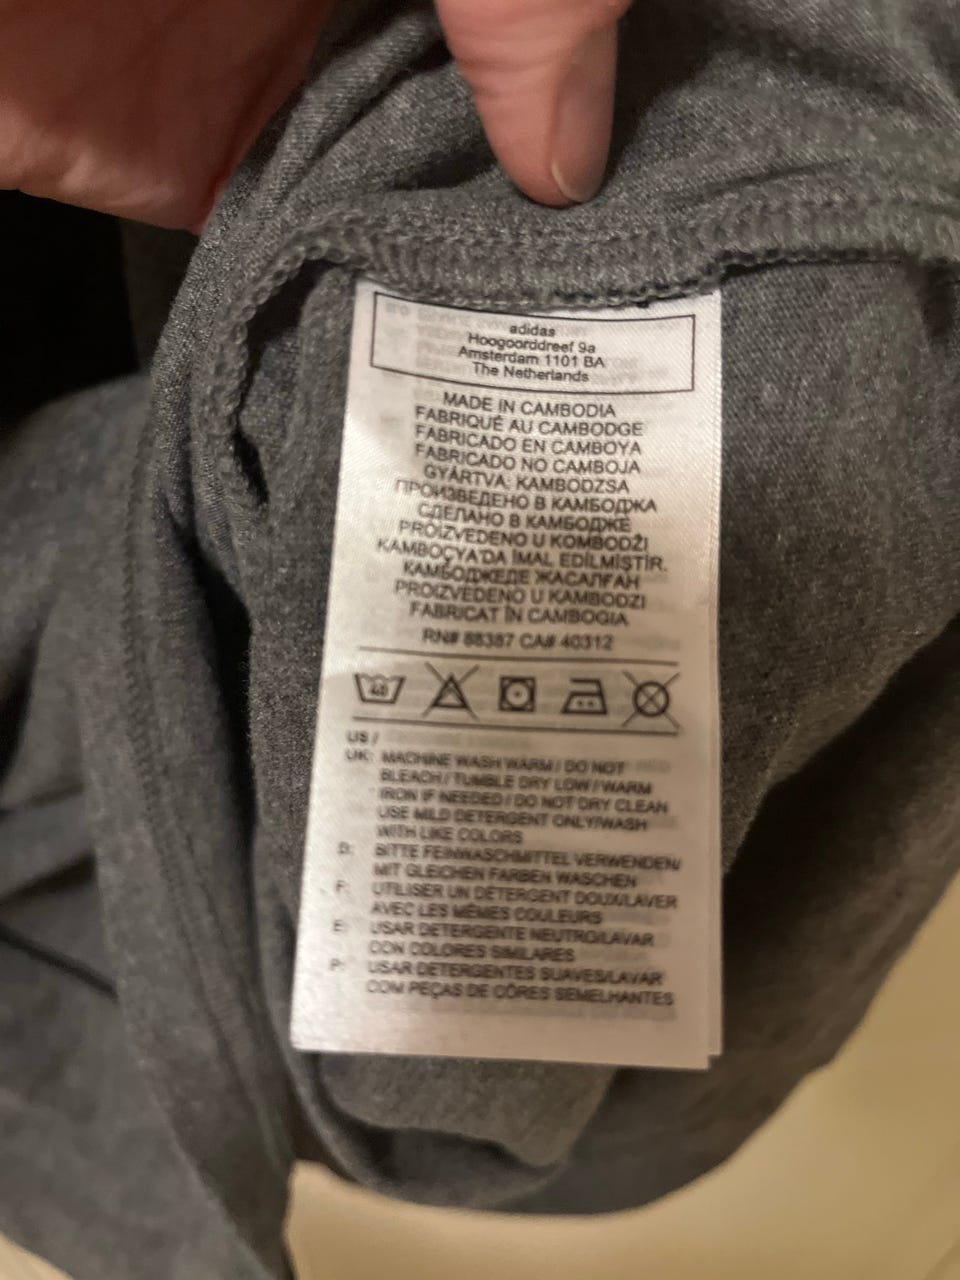 adidas
Hoogoorddreef 9a
Amsterdam 1101 BA
The Netherlands
MADE IN CAMBODIA
FABRIQUÉ AU CAMBODGE
FABRICADO EN CAMBOYA
FABRICADO NO CAMBOJA
GYÁRTVA: KAMBODZSA
ПРОИЗВЕДЕНО В КАМБОДЖА
СДЕЛАНО В КАМБОДЖЕ
PROIZVEDENO U KOMBODŽI
KAMBOÇYA'DA İMAL EDİLMİŞTİR.
КАМБОДЖЕДЕ ЖАСАЛҒАН
PROIZVEDENO U KAMBODZI
FABRICAT ÎN CAMBOGIA
RN# 88387 CA# 40312
40
US /
UK: MACHINE WASH WARM / DO NOT
BLEACH / TUMBLE DRY LOW / WARM
IRON IF NEEDED / DO NOT DRY CLEAN
USE MILD DETERGENT ONLY/WASH
WITH LIKE COLORS
D: BITTE FEINWASCHMITTEL VERWENDEN/
MIT GLEICHEN FARBEN WASCHEN
F: UTILISER UN DÉTERGENT DOUX/LAVER
AVEC LES MÊMES COULEURS
E: USAR DETERGENTE NEUTRO/LAVAR
CON COLORES SIMILARES
P: USAR DETERGENTES SUAVES/LAVAR
COM PEÇAS DE CÔRES SEMELHANTES